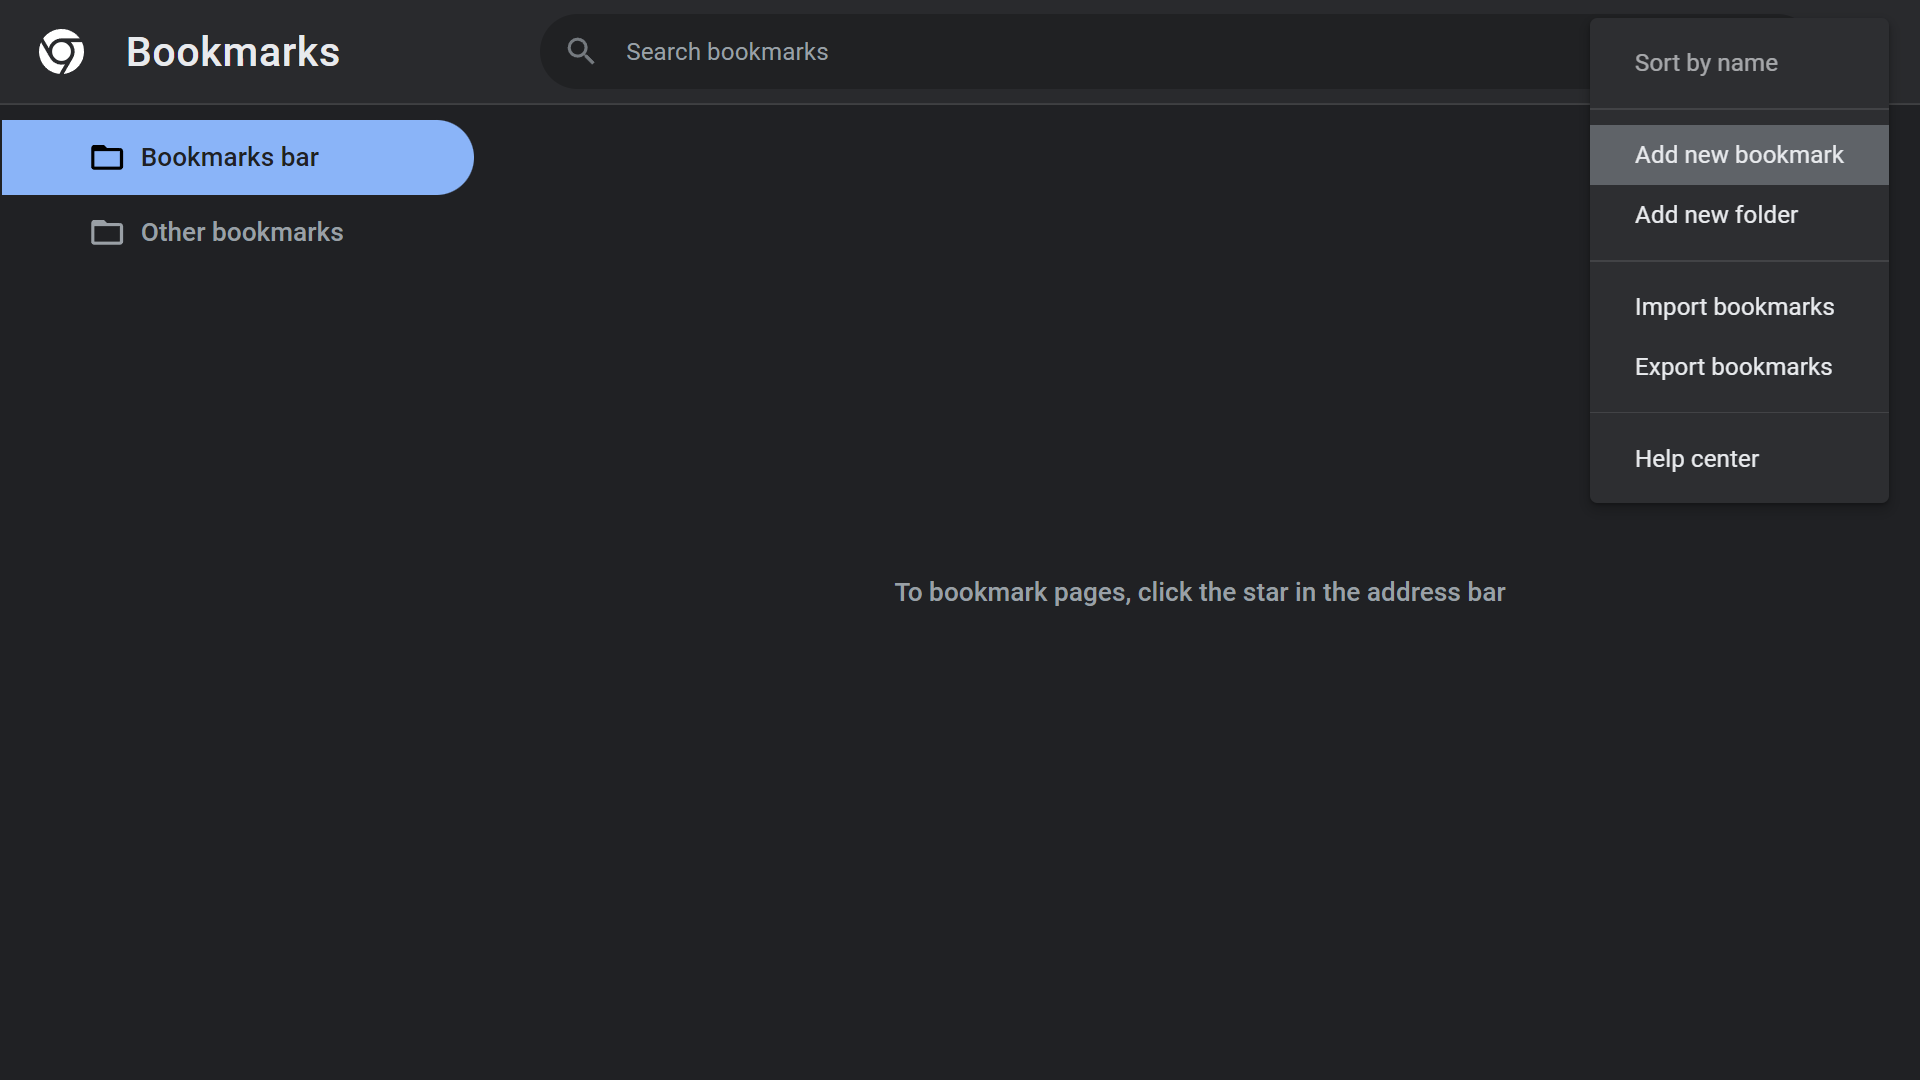 Bookmarks
Search bookmarks
Bookmarks bar
Other bookmarks
Sort by name
Add new bookmark
Add new folder
Import bookmarks
Export bookmarks
Help center
To bookmark pages, click the star in the address bar